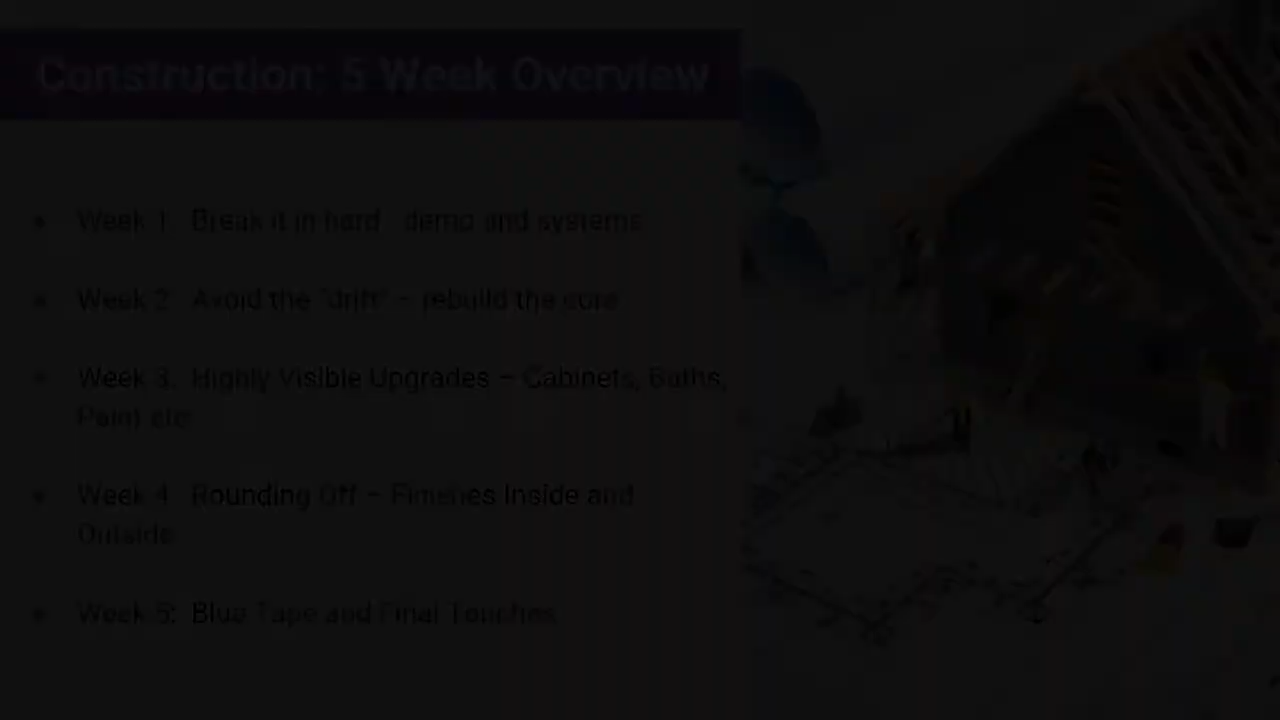 Construction: 5 Week Overview
• Week 1: Break it in hard - demo and systems
• Week 2: Avoid the "drift" – rebuild the core
• Week 3: Highly Visible Upgrades – Cabinets, Baths,
Paint etc
• Week 4: Rounding Off – Finishes Inside and
Outside
• Week 5: Blue Tape and Final Touches